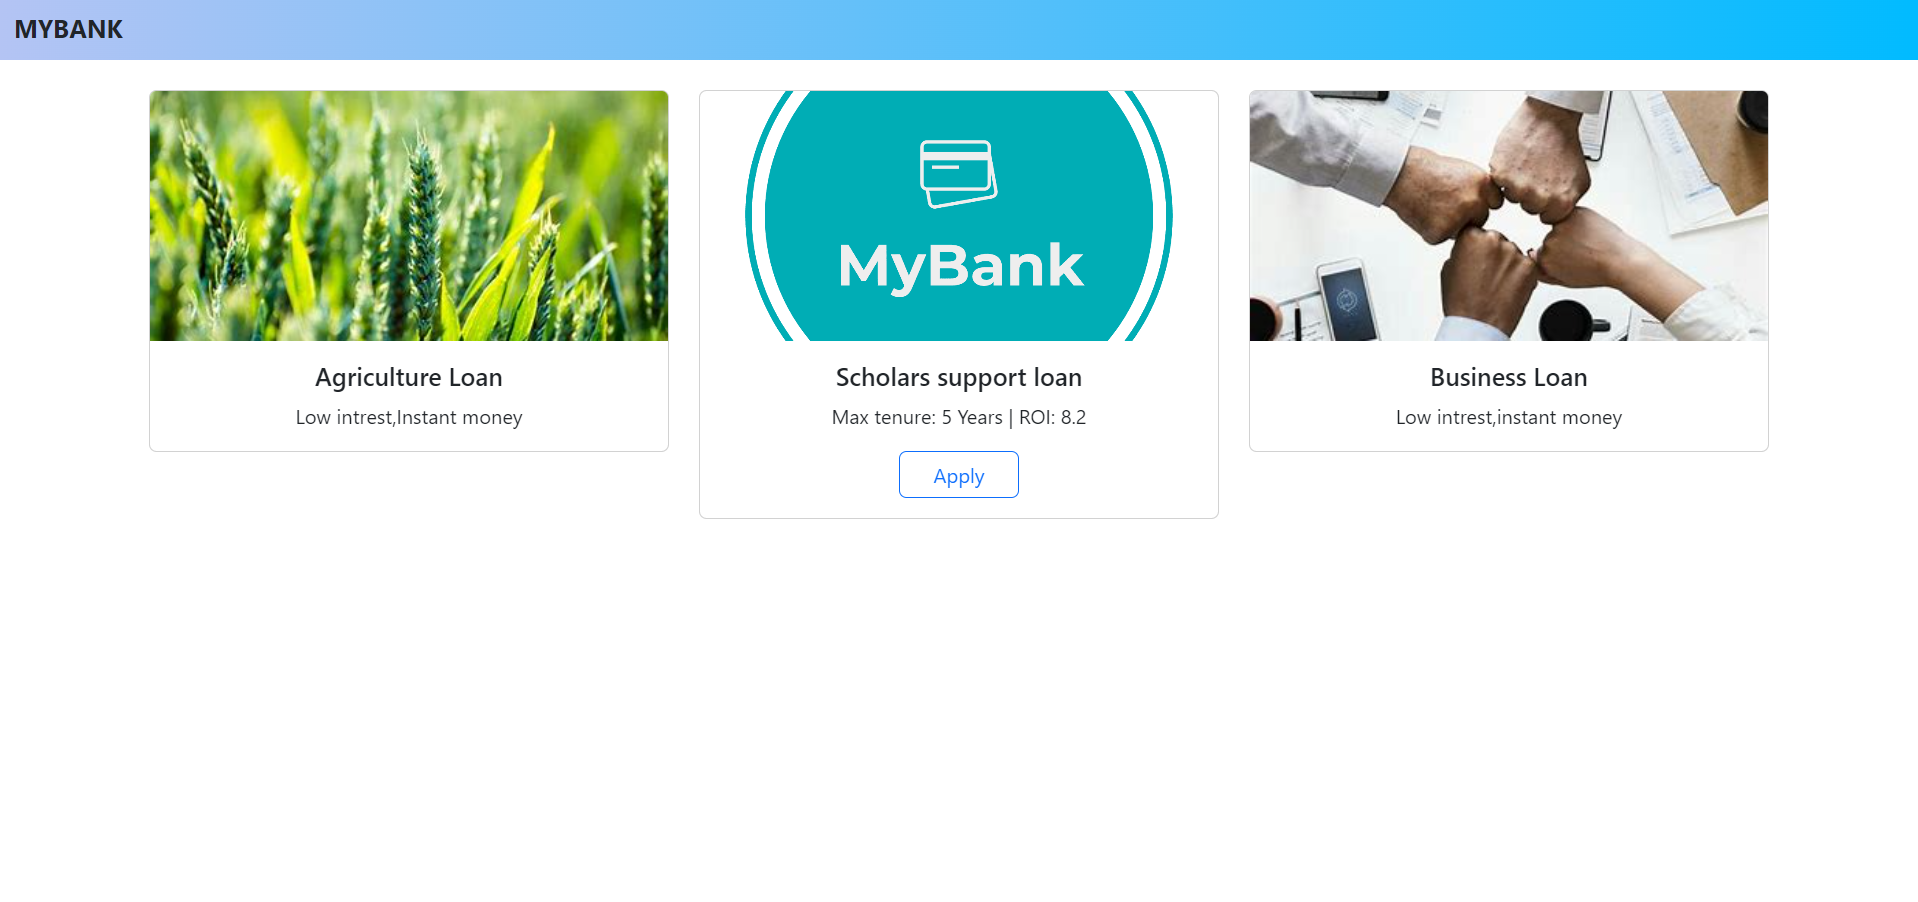 MYBANK
MyBank
Agriculture Loan
Low intrest,Instant money
Scholars support loan
Max tenure: 5 Years | ROI: 8.2
Apply
Business Loan
Low intrest,instant money